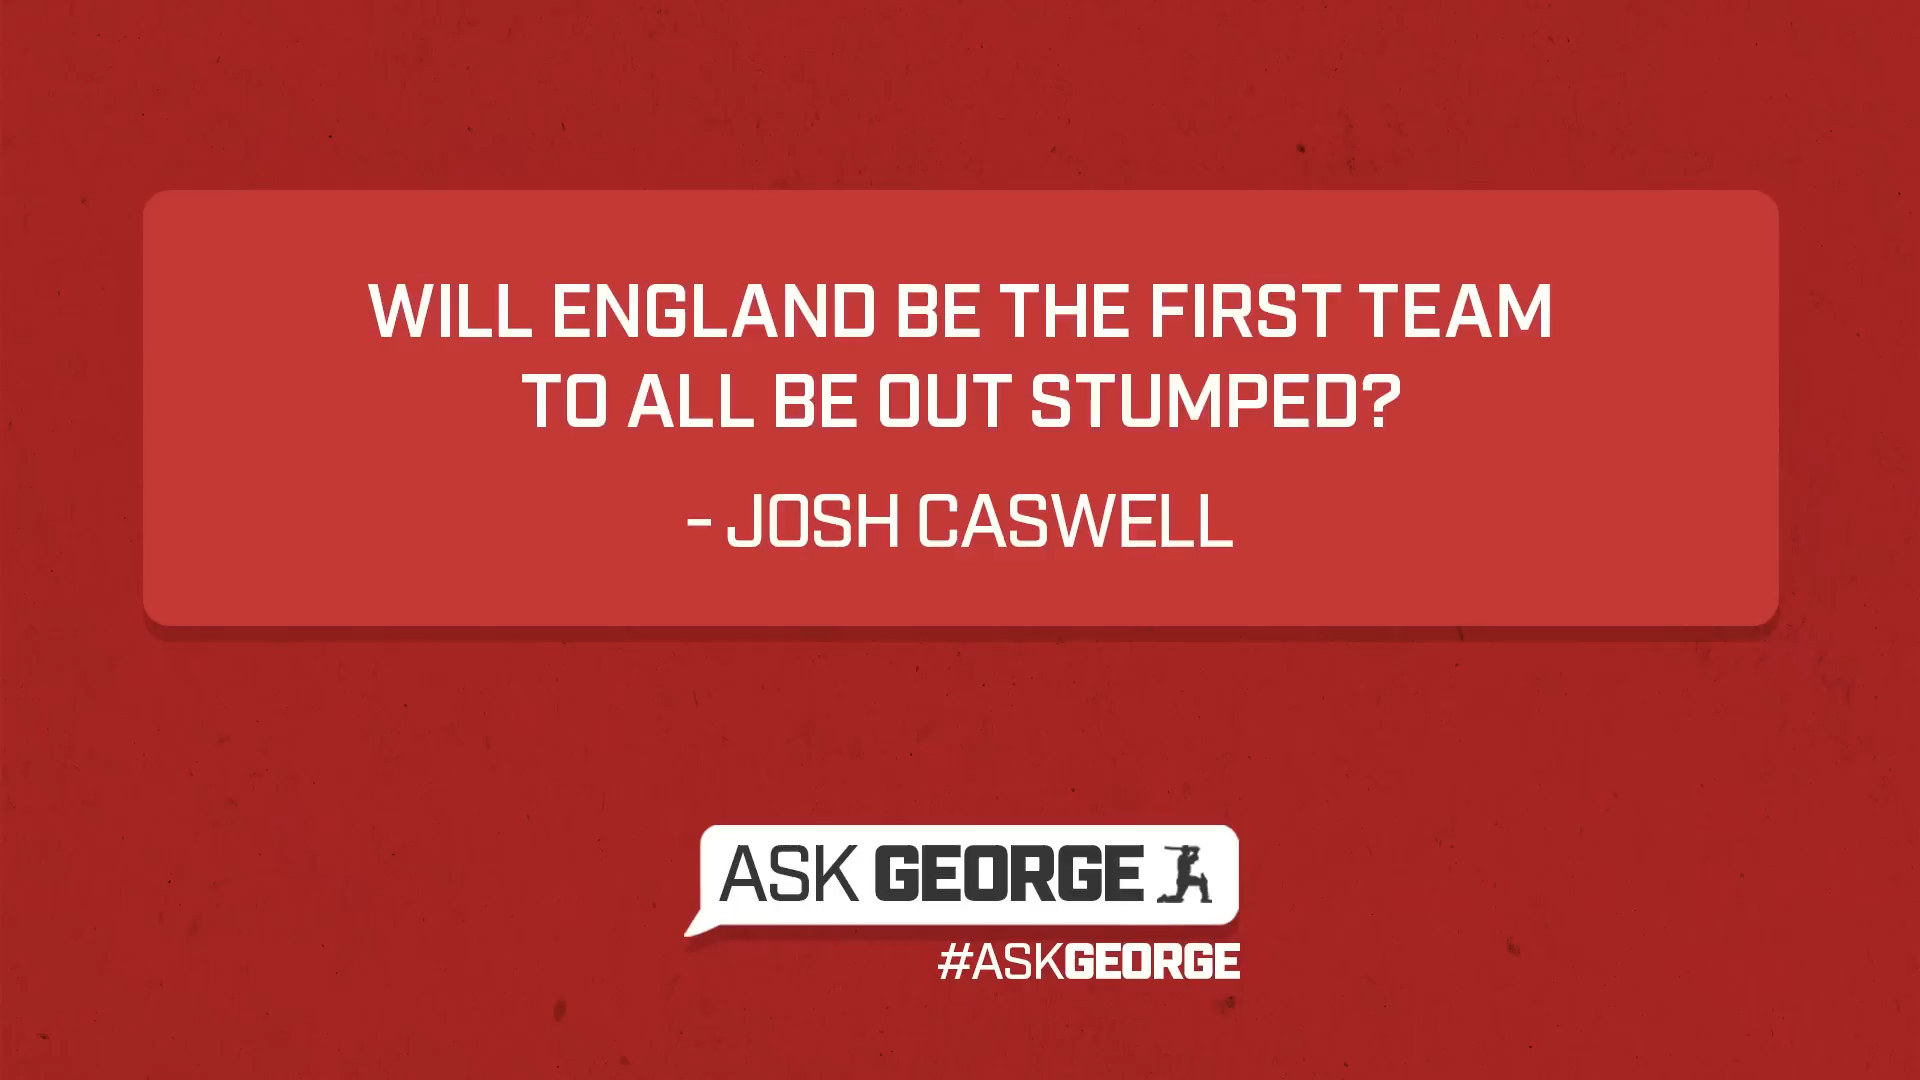 WILL ENGLAND BE THE FIRST TEAM
TO ALL BE OUT STUMPED?
- JOSH CASWELL
ASK GEORGE
#ASKGEORGE